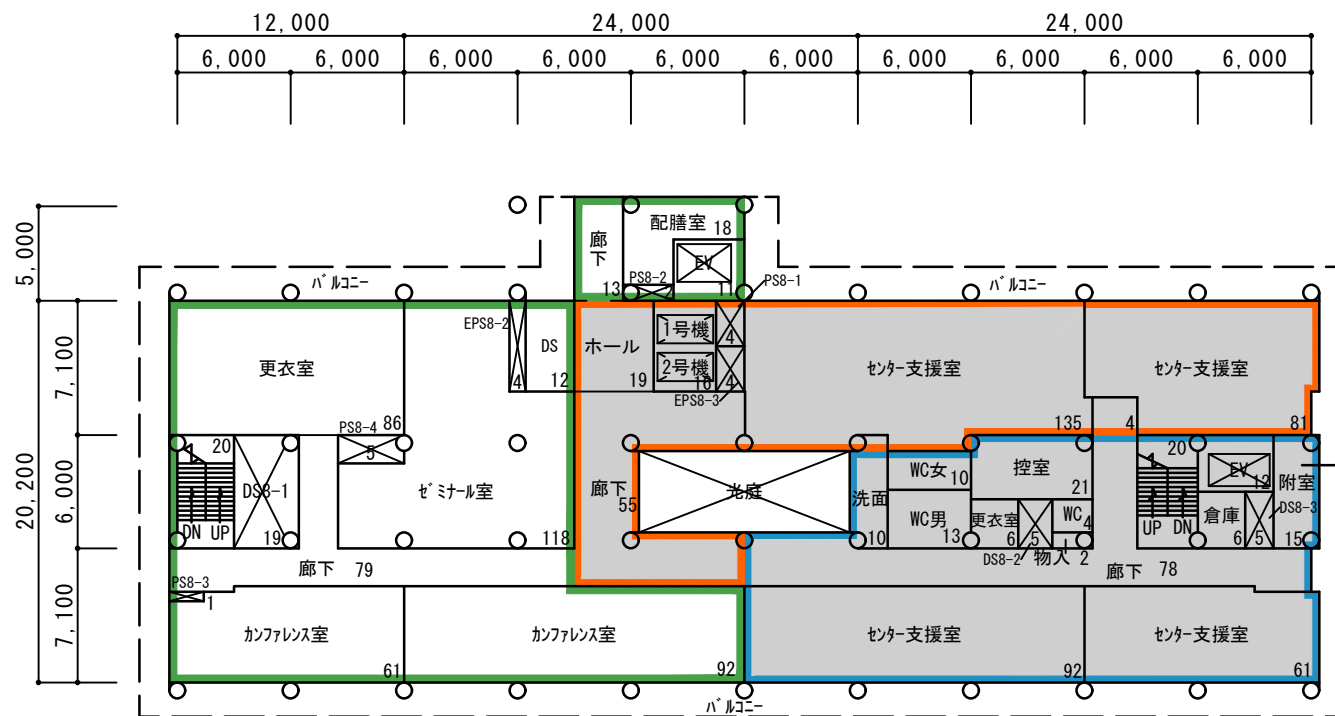 12,000 24,000 24,000
6,000 6,000 6,000 6,000 6,000 6,000 6,000 6,000 6,000 6,000
5,000
20,200
7,100
6,000
7,100
バルコニー
廊下
13
配膳室
18
PS8-2
EV
11
PS8-1
バルコニー
更衣室
86
EPS8-2
4
DS
12
ホール
19
1号機
2号機
16
4
4
EPS8-3
センター支援室
135
4
センター支援室
81
20
DN UP
DS8-1
19
PS8-4
5
ゼミナール室
118
廊下
55
光庭
洗面
10
WC女
10
WC男
13
控室
21
更衣室
6
5
DS8-2
WC
4
物入
2
20
UP DN
EV
12
倉庫
6
5
附室
DS8-3
15
廊下 79
廊下 78
PS8-3
1
カンファレンス室
61
カンファレンス室
92
センター支援室
92
センター支援室
61
バルコニー